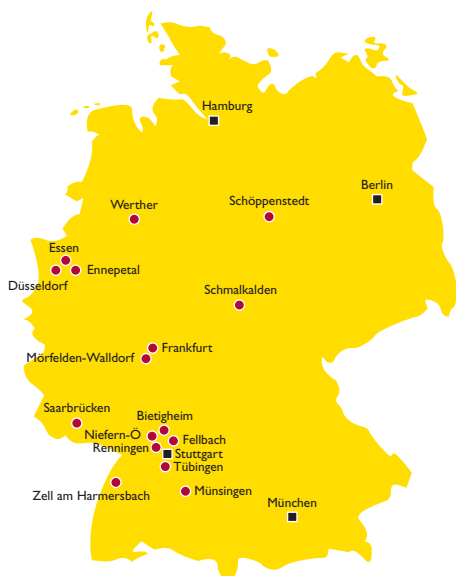 Hamburg
Berlin
Werther
Schöppenstedt
Essen
Ennepetal
Düsseldorf
Schmalkalden
Frankfurt
Mörfelden-Walldorf
Saarbrücken
Bietigheim
Niefern-Ö
Fellbach
Renningen
Stuttgart
Tübingen
Zell am Harmersbach
Münsingen
München